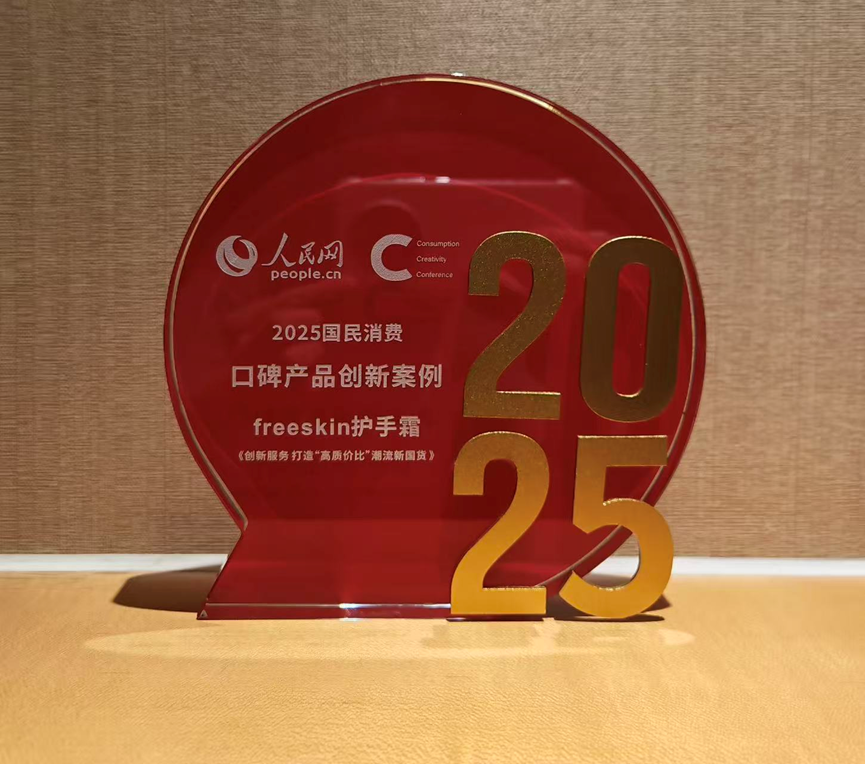 人民网
people.cn
Consumption
Creativity
Conference
2025国民消费
口碑产品创新案例
freeskin护手霜
《创新服务 打造“高质价比”潮流新国货》
20
25